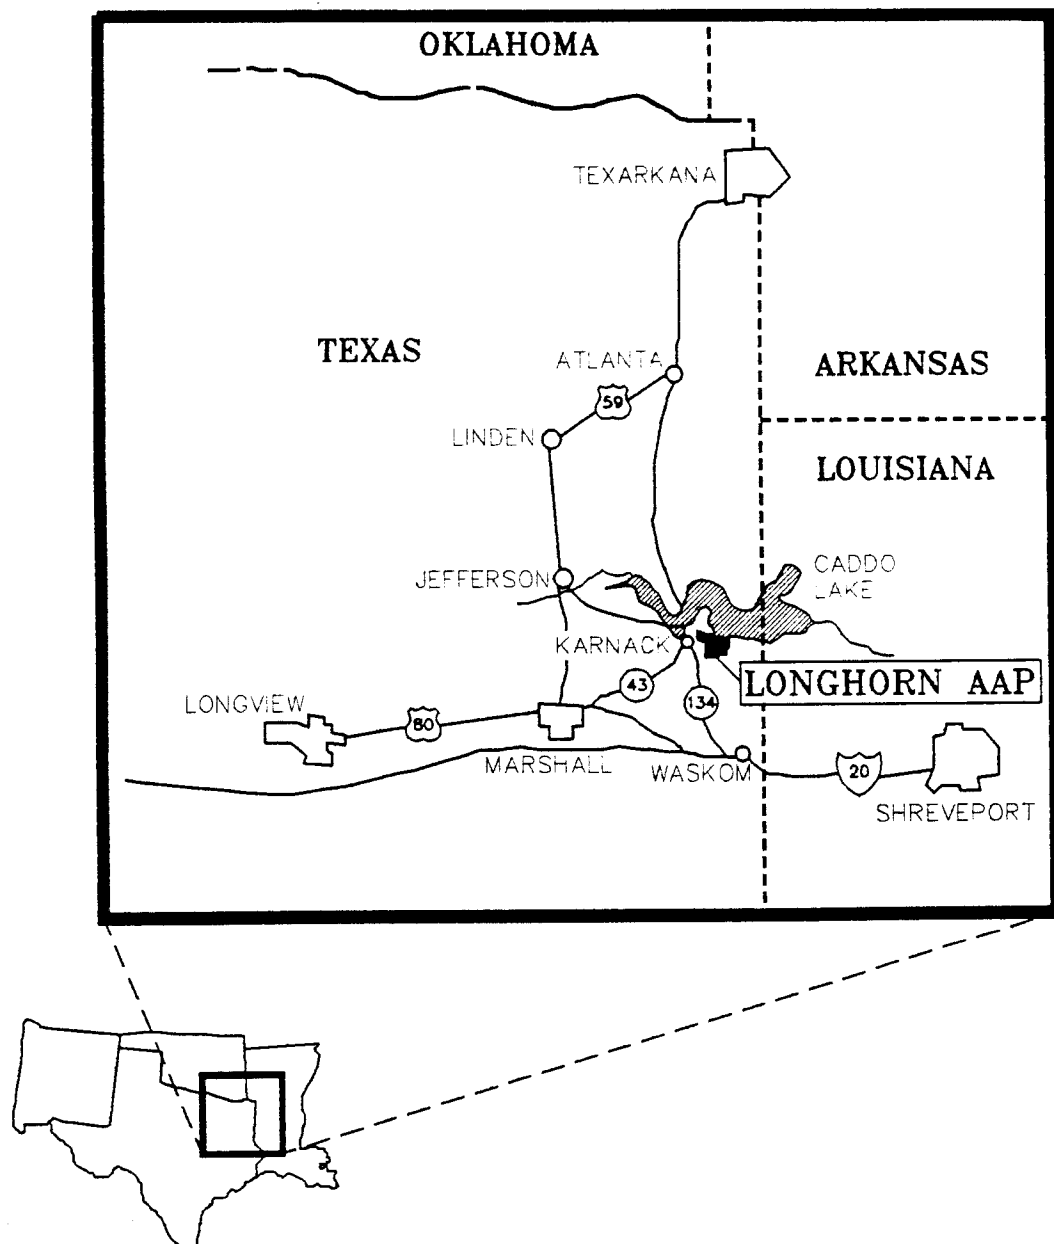 OKLAHOMA
TEXARKANA
TEXAS
ATLANTA
ARKANSAS
59
LINDEN
LOUISIANA
CADDO
LAKE
JEFFERSON
KARNACK
LONGHORN AAP
43
134
LONGVIEW
80
MARSHALL
WASKOM
20
SHREVEPORT